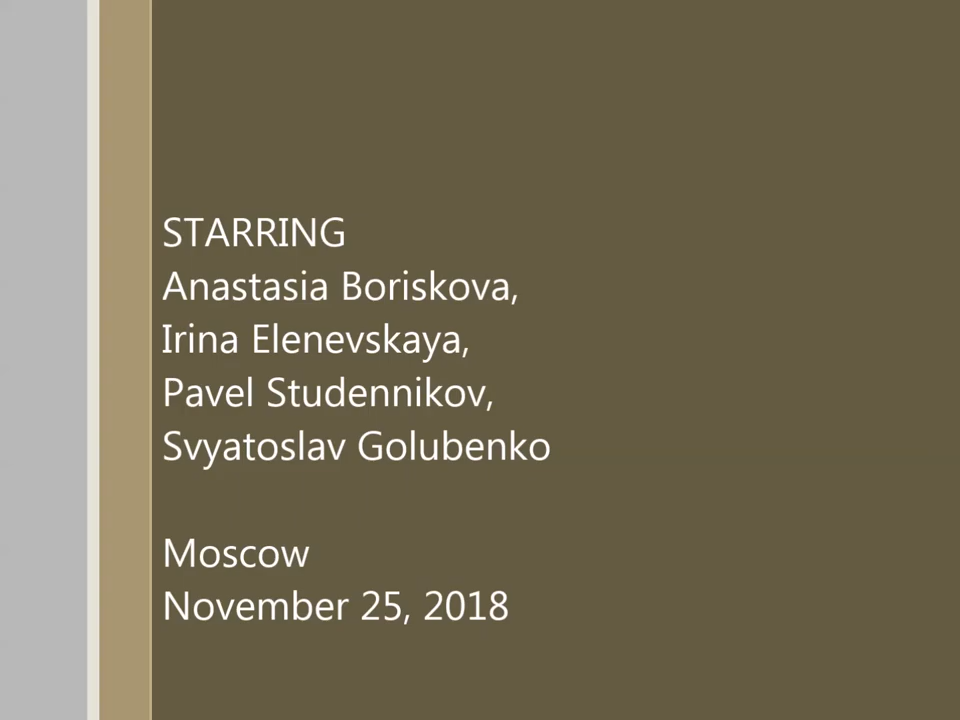 STARRING
Anastasia Boriskova,
Irina Elenevskaya,
Pavel Studennikov,
Svyatoslav Golubenko
Moscow
November 25, 2018